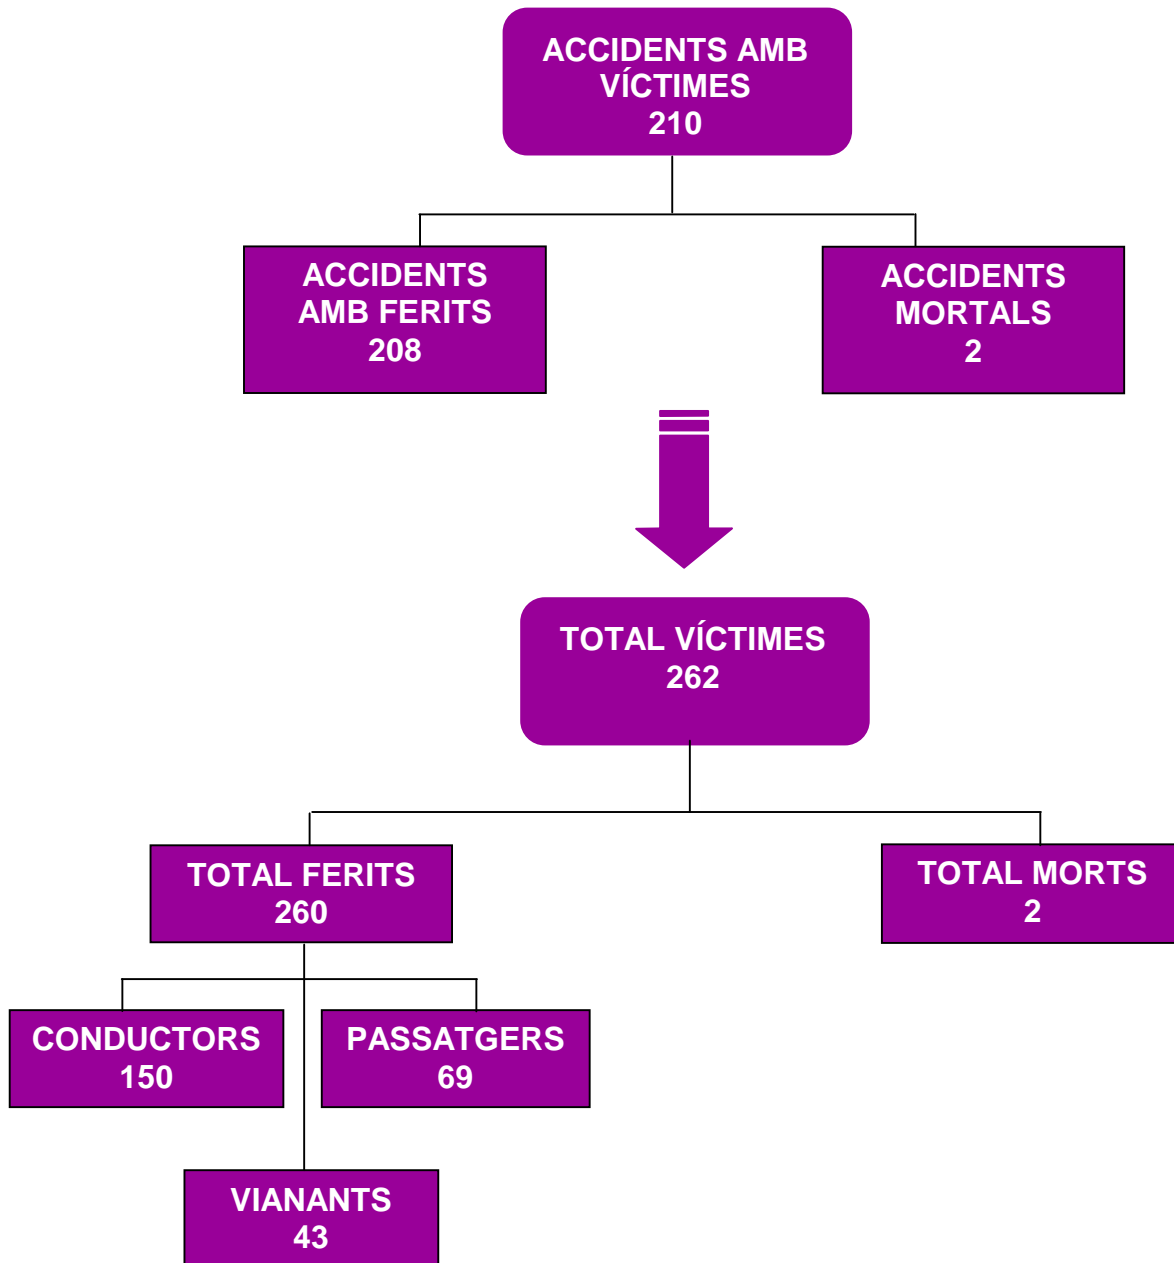 ACCIDENTS AMB
VÍCTIMES
210
ACCIDENTS
AMB FERITS
208
ACCIDENTS
MORTALS
2
TOTAL VÍCTIMES
262
TOTAL FERITS
260
TOTAL MORTS
2
CONDUCTORS
150
PASSATGERS
69
VIANANTS
43